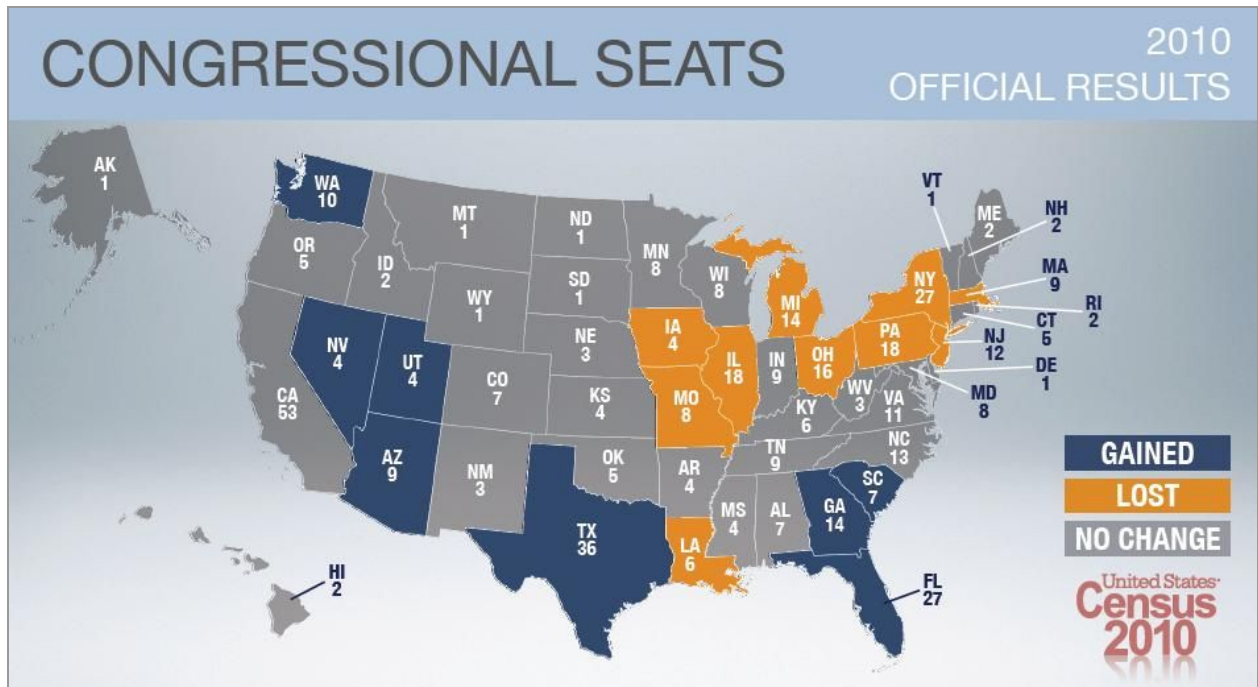 CONGRESSIONAL SEATS
2010
OFFICIAL RESULTS
AK
1
WA
10
OR
5
ID
2
MT
1
ND
1
MN
8
WI
8
SD
1
WY
1
NE
3
IA
4
MI
14
NY
27
VT
1
ME
2
NH
2
MA
9
RI
2
CT
5
NJ
12
DE
1
MD
8
PA
18
OH
16
IN
9
IL
18
NV
4
UT
4
CO
7
KS
4
MO
8
KY
6
WV
3
VA
11
CA
53
AZ
9
NM
3
OK
5
AR
4
TN
9
NC
13
SC
7
TX
36
LA
6
MS
4
AL
7
GA
14
FL
27
HI
2
GAINED
LOST
NO CHANGE
United States
Census
2010